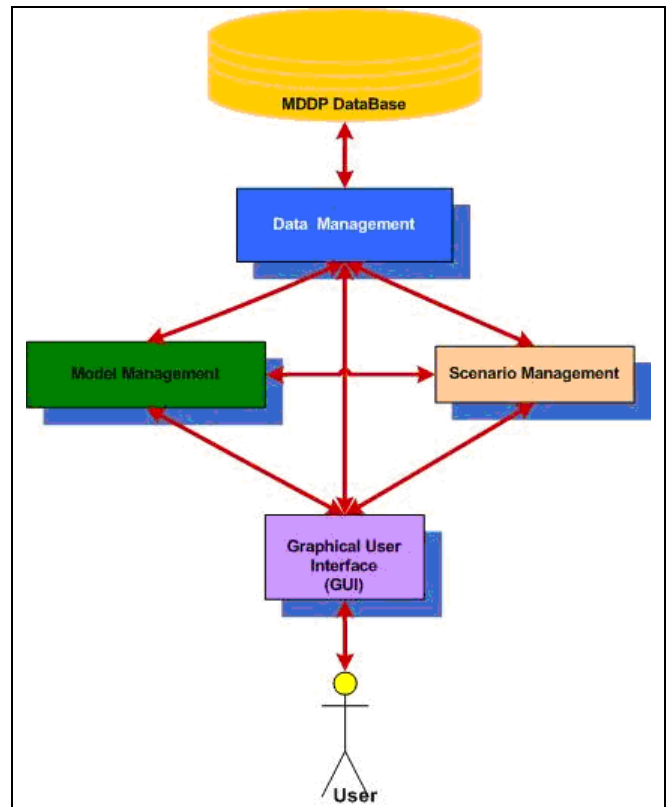 MDDP DataBase
Data Management
Model Management
Scenario Management
Graphical User
Interface
(GUI)
User